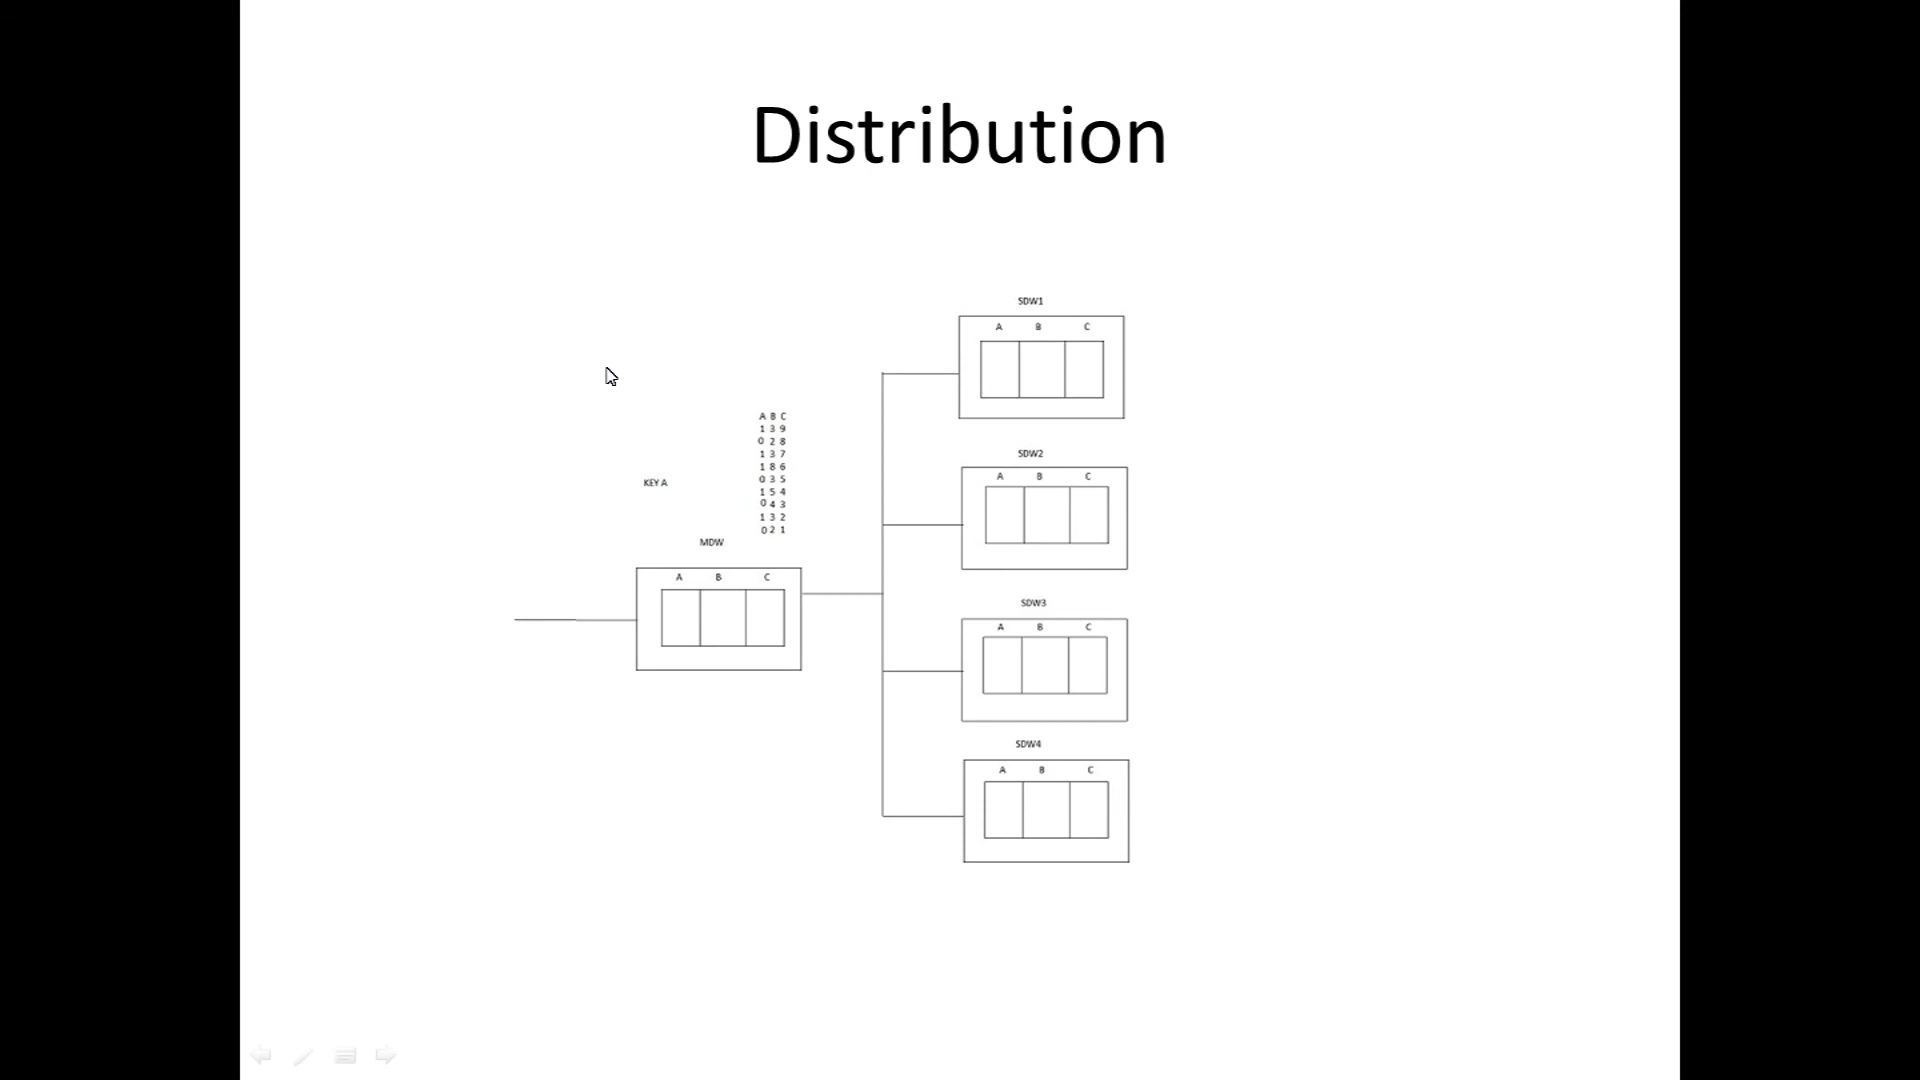 Distribution
SDW1
A B C
A B C
1 3 9
0 2 8
1 3 7
1 8 6
0 3 5
1 5 4
0 4 3
1 3 2
0 2 1
KEY A
MDW
A B C
SDW2
A B C
SDW3
A B C
SDW4
A B C